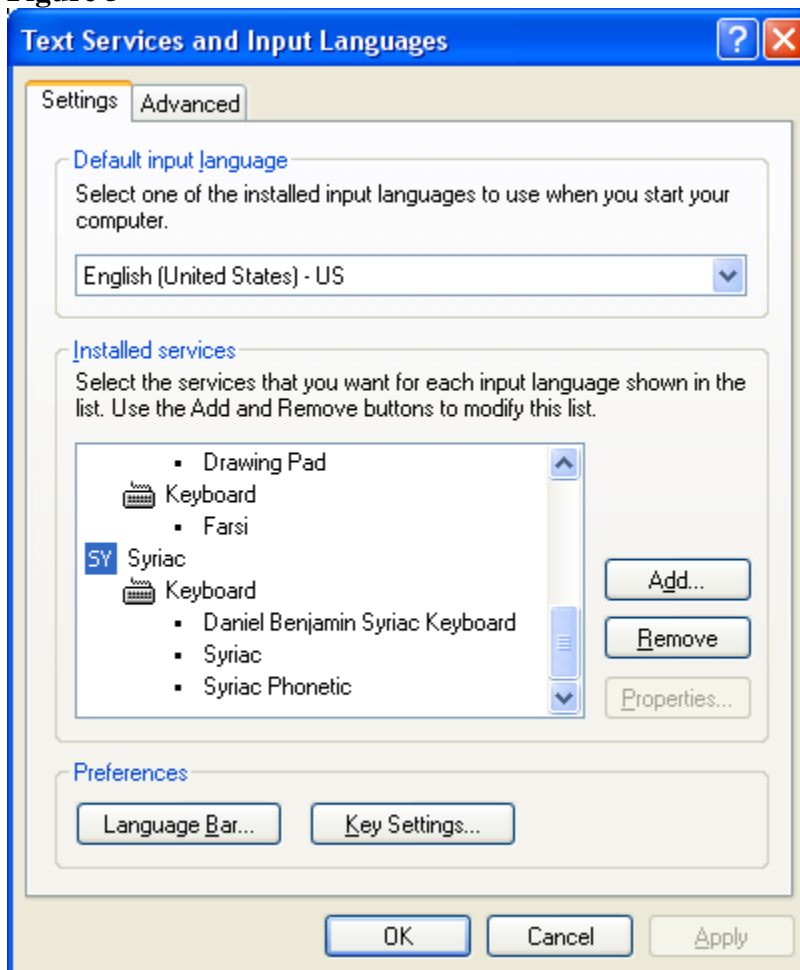 Text Services and Input Languages
Settings
Advanced
Default input language
Select one of the installed input languages to use when you start your
computer.
English (United States) - US
Installed services
Select the services that you want for each input language shown in the
list. Use the Add and Remove buttons to modify this list.
Drawing Pad
Keyboard
Farsi
SY Syriac
Keyboard
Daniel Benjamin Syriac Keyboard
Syriac
Syriac Phonetic
Add...
Remove
Properties...
Preferences
Language Bar...
Key Settings...
OK
Cancel
Apply